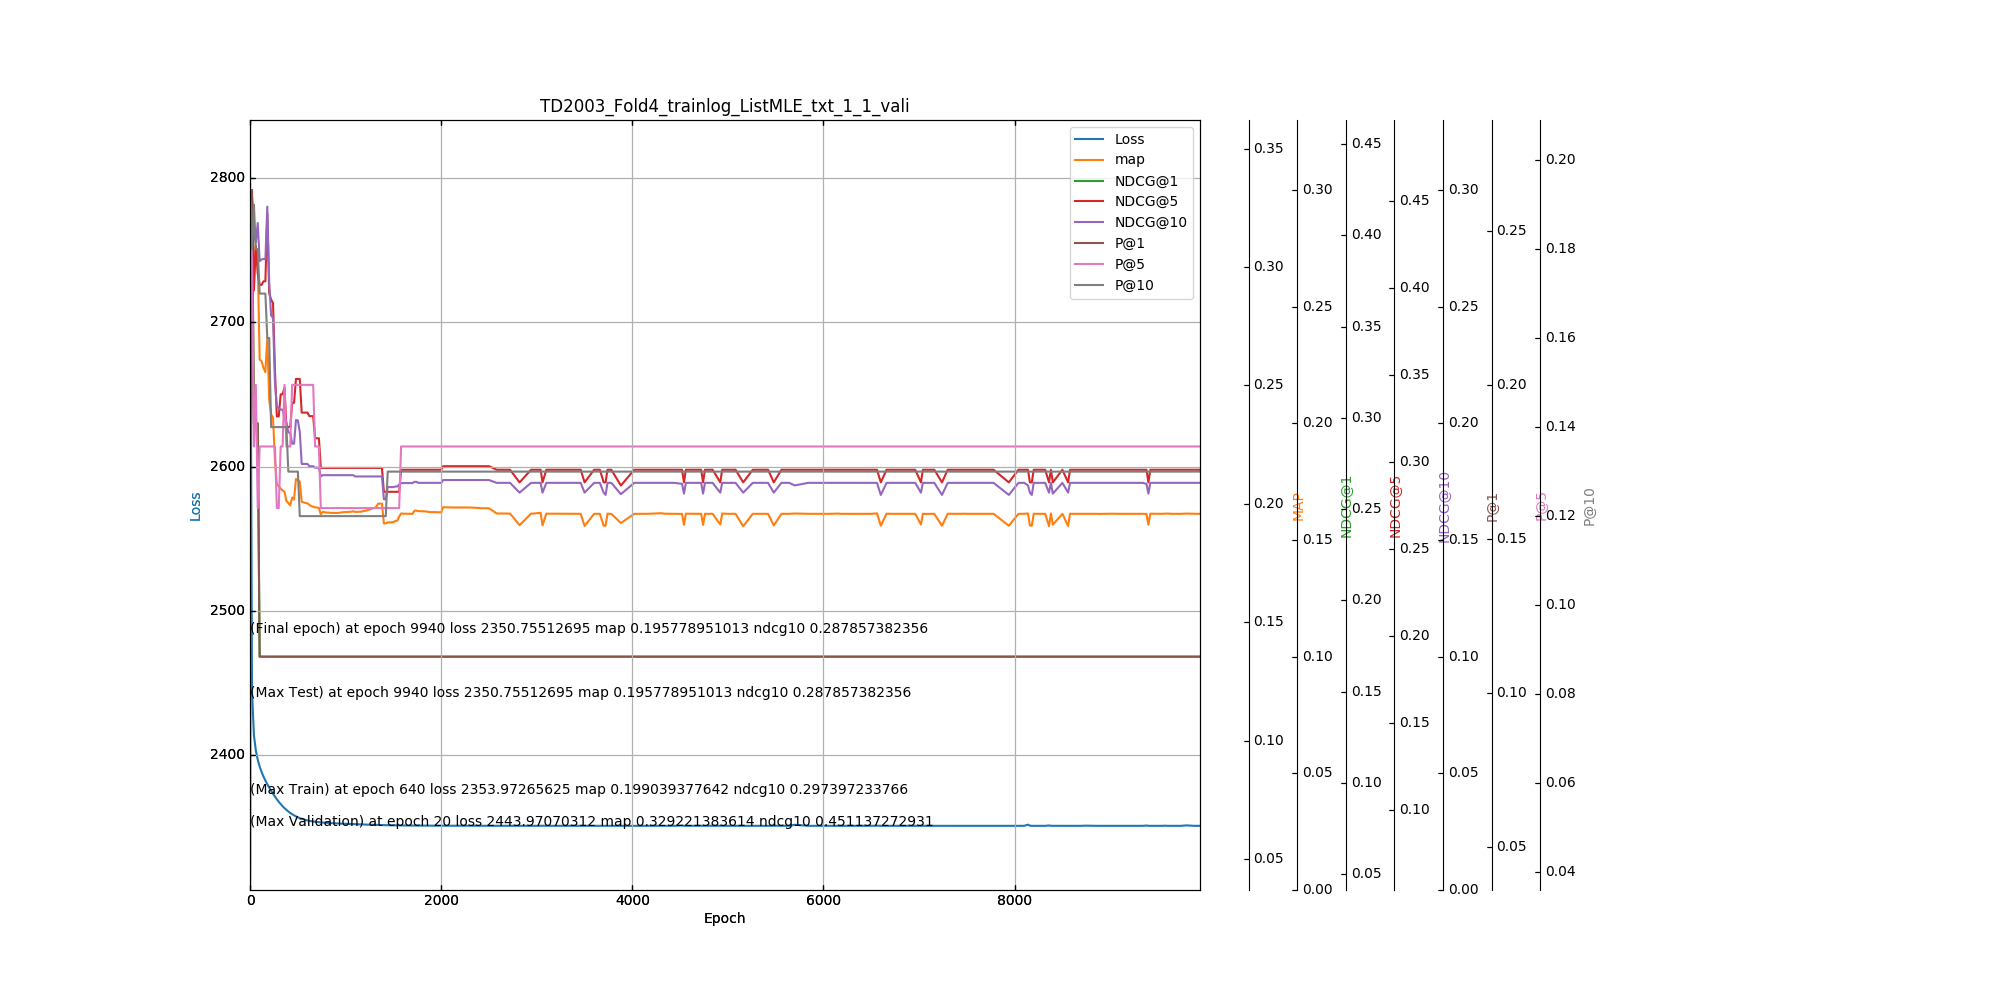 TD2003_Fold4_trainlog_ListMLE_txt_1_1_vali
Loss
map
NDCG@1
NDCG@5
NDCG@10
P@1
P@5
P@10
2800
2700
2600
2500
2400
Loss
(Final epoch) at epoch 9940 loss 2350.75512695 map 0.195778951013 ndcg10 0.287857382356
(Max Test) at epoch 9940 loss 2350.75512695 map 0.195778951013 ndcg10 0.287857382356
(Max Train) at epoch 640 loss 2353.97265625 map 0.199039377642 ndcg10 0.297397233766
(Max Validation) at epoch 20 loss 2443.97070312 map 0.329221383614 ndcg10 0.451137272931
0 2000 4000 6000 8000
Epoch
0.35
0.30
0.25
0.20
0.15
0.10
0.05
MAP
0.30
0.25
0.20
0.15
0.10
0.05
0.00
NDCG@1
0.45
0.40
0.35
0.30
0.25
0.20
0.15
0.10
0.05
NDCG@5
0.45
0.40
0.35
0.30
0.25
0.20
0.15
0.10
NDCG@10
0.30
0.25
0.20
0.15
0.10
0.05
0.00
P@1
0.25
0.20
0.15
0.10
0.05
P@5
0.20
0.18
0.16
0.14
0.12
0.10
0.08
0.06
0.04
P@10